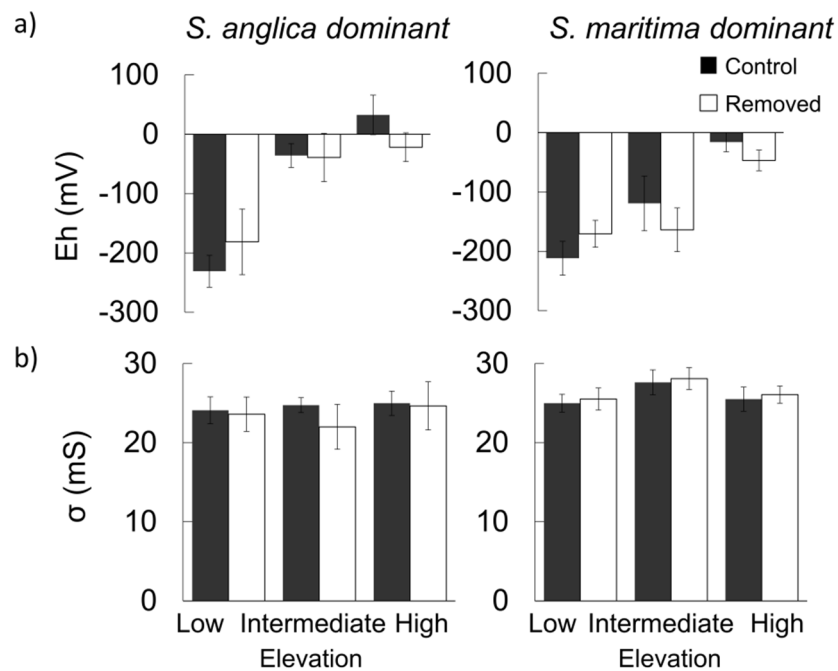 a)
S. anglica dominant
S. maritima dominant
Control
Removed
100
0
-100
-200
-300
Eh (mV)
100
0
-100
-200
-300
b)
30
20
10
0
σ (mS)
30
20
10
0
Low Intermediate High
Elevation
Low Intermediate High
Elevation